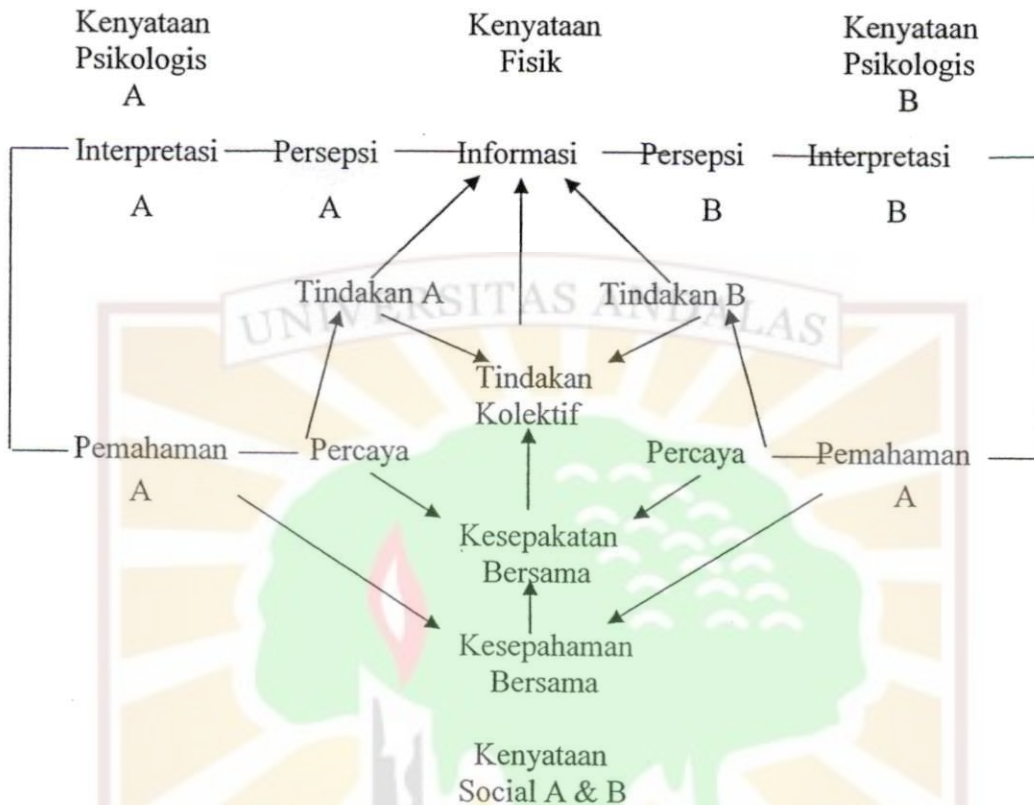 Kenyataan Psikologis A
Kenyataan Fisik
Kenyataan Psikologis B
Interpretasi Persepsi Informasi Persepsi Interpretasi
A A B B
Tindakan A Tindakan B
UNIVERSITAS ANDALAS
Tindakan
Kolektif
Pemahaman Percaya Percaya Pemahaman
A A
Kesepakatan
Bersama
Kesepahaman
Bersama
Kenyataan
Social A & B